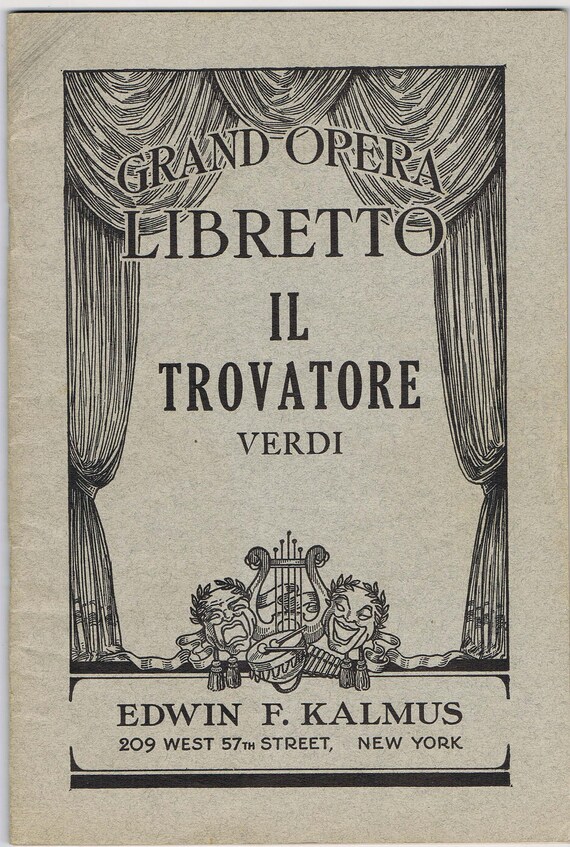 GRAND OPERA
LIBRETTO
IL
TROVATORE
VERDI
EDWIN F. KALMUS
209 WEST 57TH STREET, NEW YORK